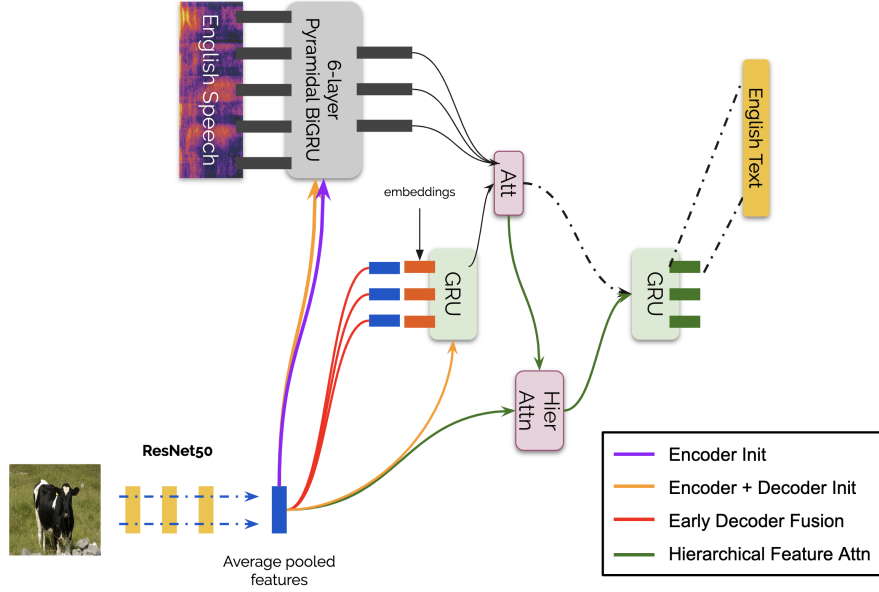 English Speech
6-layer
Pyramidal BiGRU
Att
English Text
embeddings
GRU
GRU
Hier
Attn
ResNet50
Average pooled
features
Encoder Init
Encoder + Decoder Init
Early Decoder Fusion
Hierarchical Feature Attn